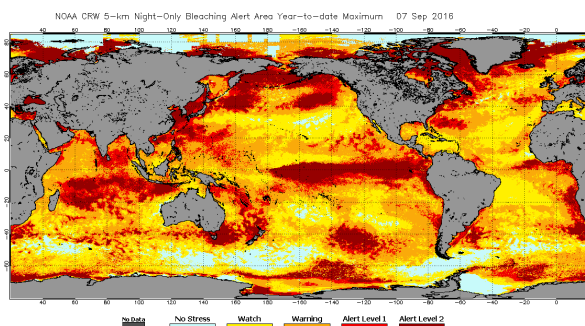 NOAA CRW 5-km Night-Only Bleaching Alert Area Year-to-date Maximum 07 Sep 2016
40 60 80 100 120 140 160 180 -160 -140 -120 -100 -80 -60 -40 -20 0
80
60
40
20
0
-20
-40
-60
40 60 80 100 120 140 160 180 -160 -140 -120 -100 -80 -60 -40 -20 0
No Data No Stress Watch Warning Alert Level 1 Alert Level 2